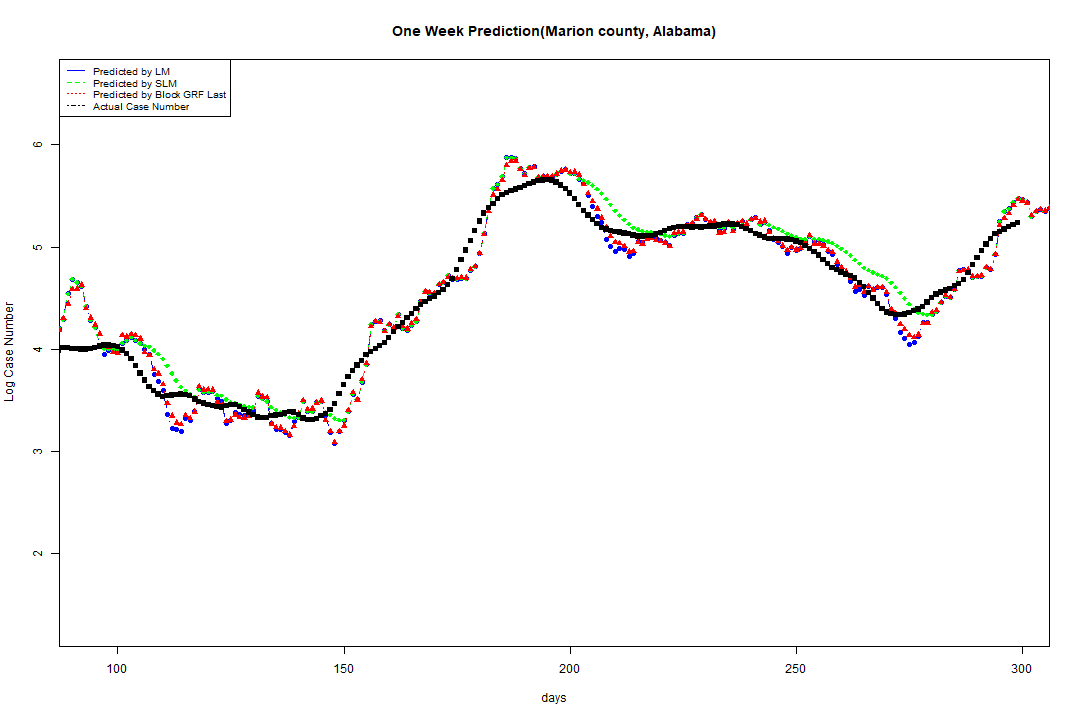 One Week Prediction(Marion county, Alabama)
Predicted by LM
Predicted by SLM
Predicted by Block GRF Last
Actual Case Number
6
5
4
3
2
Log Case Number
100 150 200 250 300
days